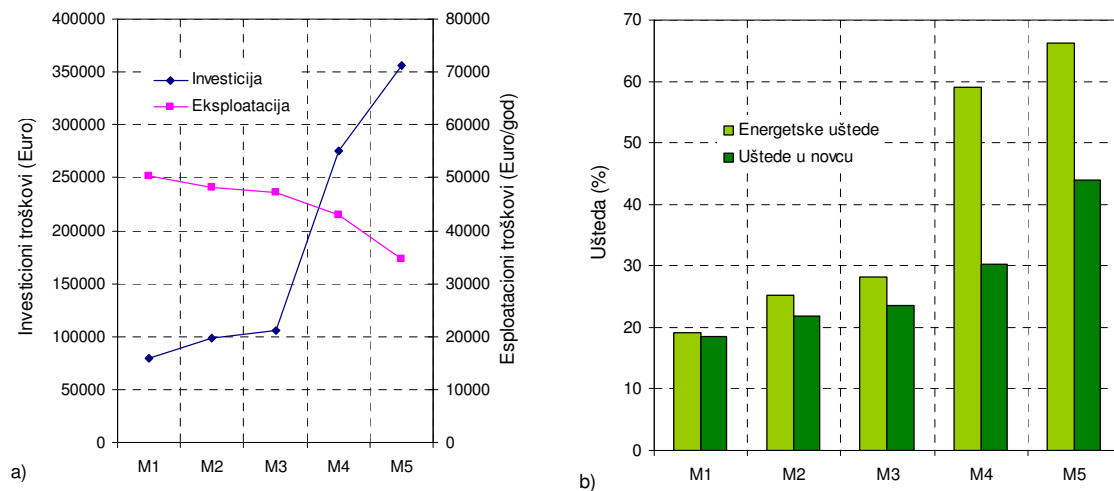 400000
350000
300000
250000
200000
150000
100000
50000
0
Investicioni troškovi (Euro)
Investicija
Eksploatacija
80000
70000
60000
50000
40000
30000
20000
10000
0
Esploatacioni troškovi (Euro/god)
M1 M2 M3 M4 M5
a)
70
60
50
40
30
20
10
0
Ušteda (%)
Energetske uštede
Uštede u novcu
M1 M2 M3 M4 M5
b)